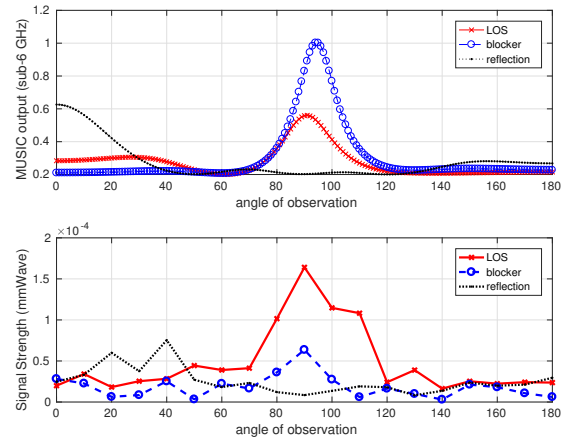 MUSIC output (sub-6 GHz)
1.2
1
0.8
0.6
0.4
0.2
LOS
blocker
reflection
0 20 40 60 80 100 120 140 160 180
angle of observation
Signal Strength (mmWave)
×10⁻⁴
2
1.5
1
0.5
0
LOS
blocker
reflection
0 20 40 60 80 100 120 140 160 180
angle of observation